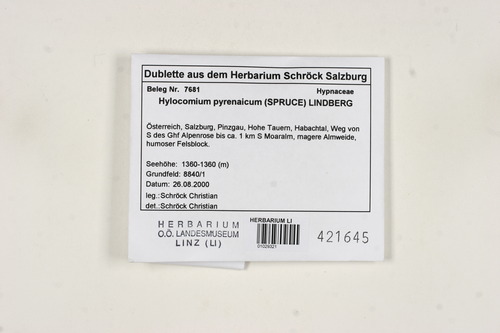 Dublette aus dem Herbarium Schröck Salzburg
Beleg Nr. 7681 Hypnaceae
Hylocomium pyrenaicum (SPRUCE) LINDBERG
Österreich, Salzburg, Pinzgau, Hohe Tauern, Habachtal, Weg von
S des Ghf Alpenrose bis ca. 1 km S Moaralm, magere Almweide,
humoser Felsblock.
Seehöhe: 1360-1360 (m)
Grundfeld: 8840/1
Datum: 26.08.2000
leg.:Schröck Christian
det.:Schröck Christian
HERBARIUM
O.Ö. LANDESMUSEUM
LINZ (LI)
HERBARIUM LI
01029321
421645